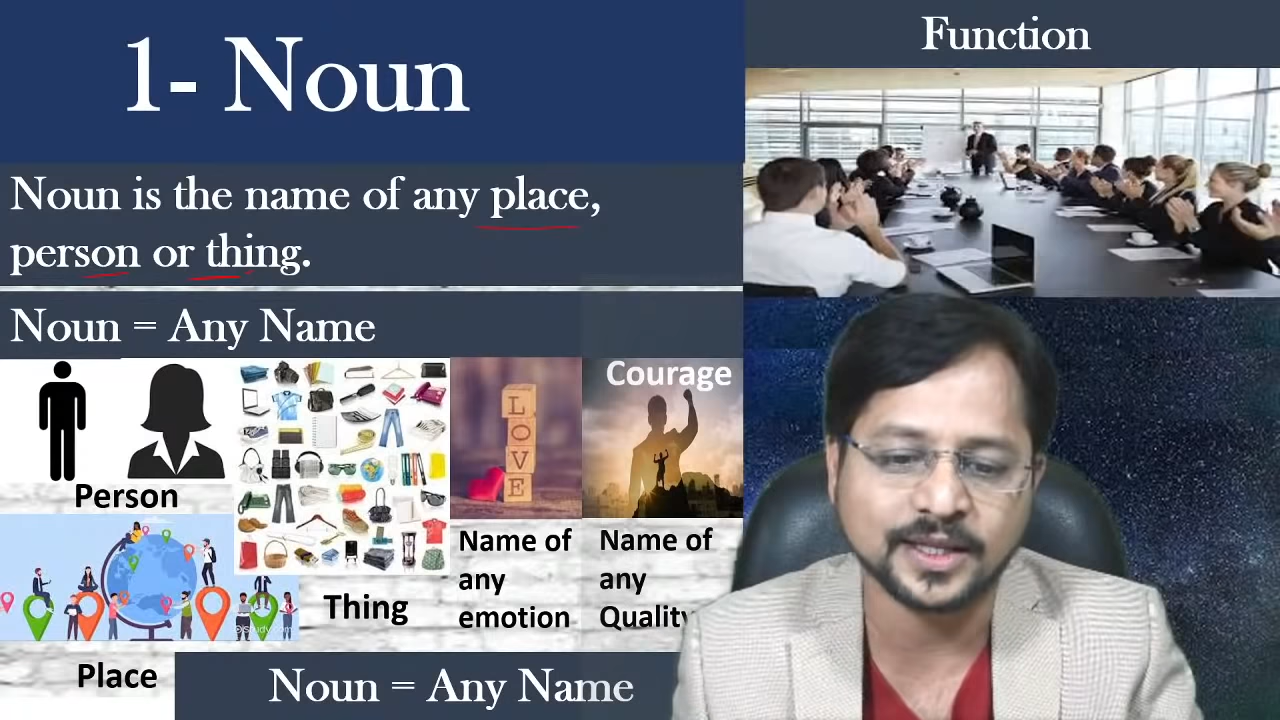 1- Noun
Function
Noun is the name of any place,
person or thing.
Noun = Any Name
Courage
LOVE
Person
Name of
any
emotion
Name of
any
Quality
Thing
Place
Noun = Any Name